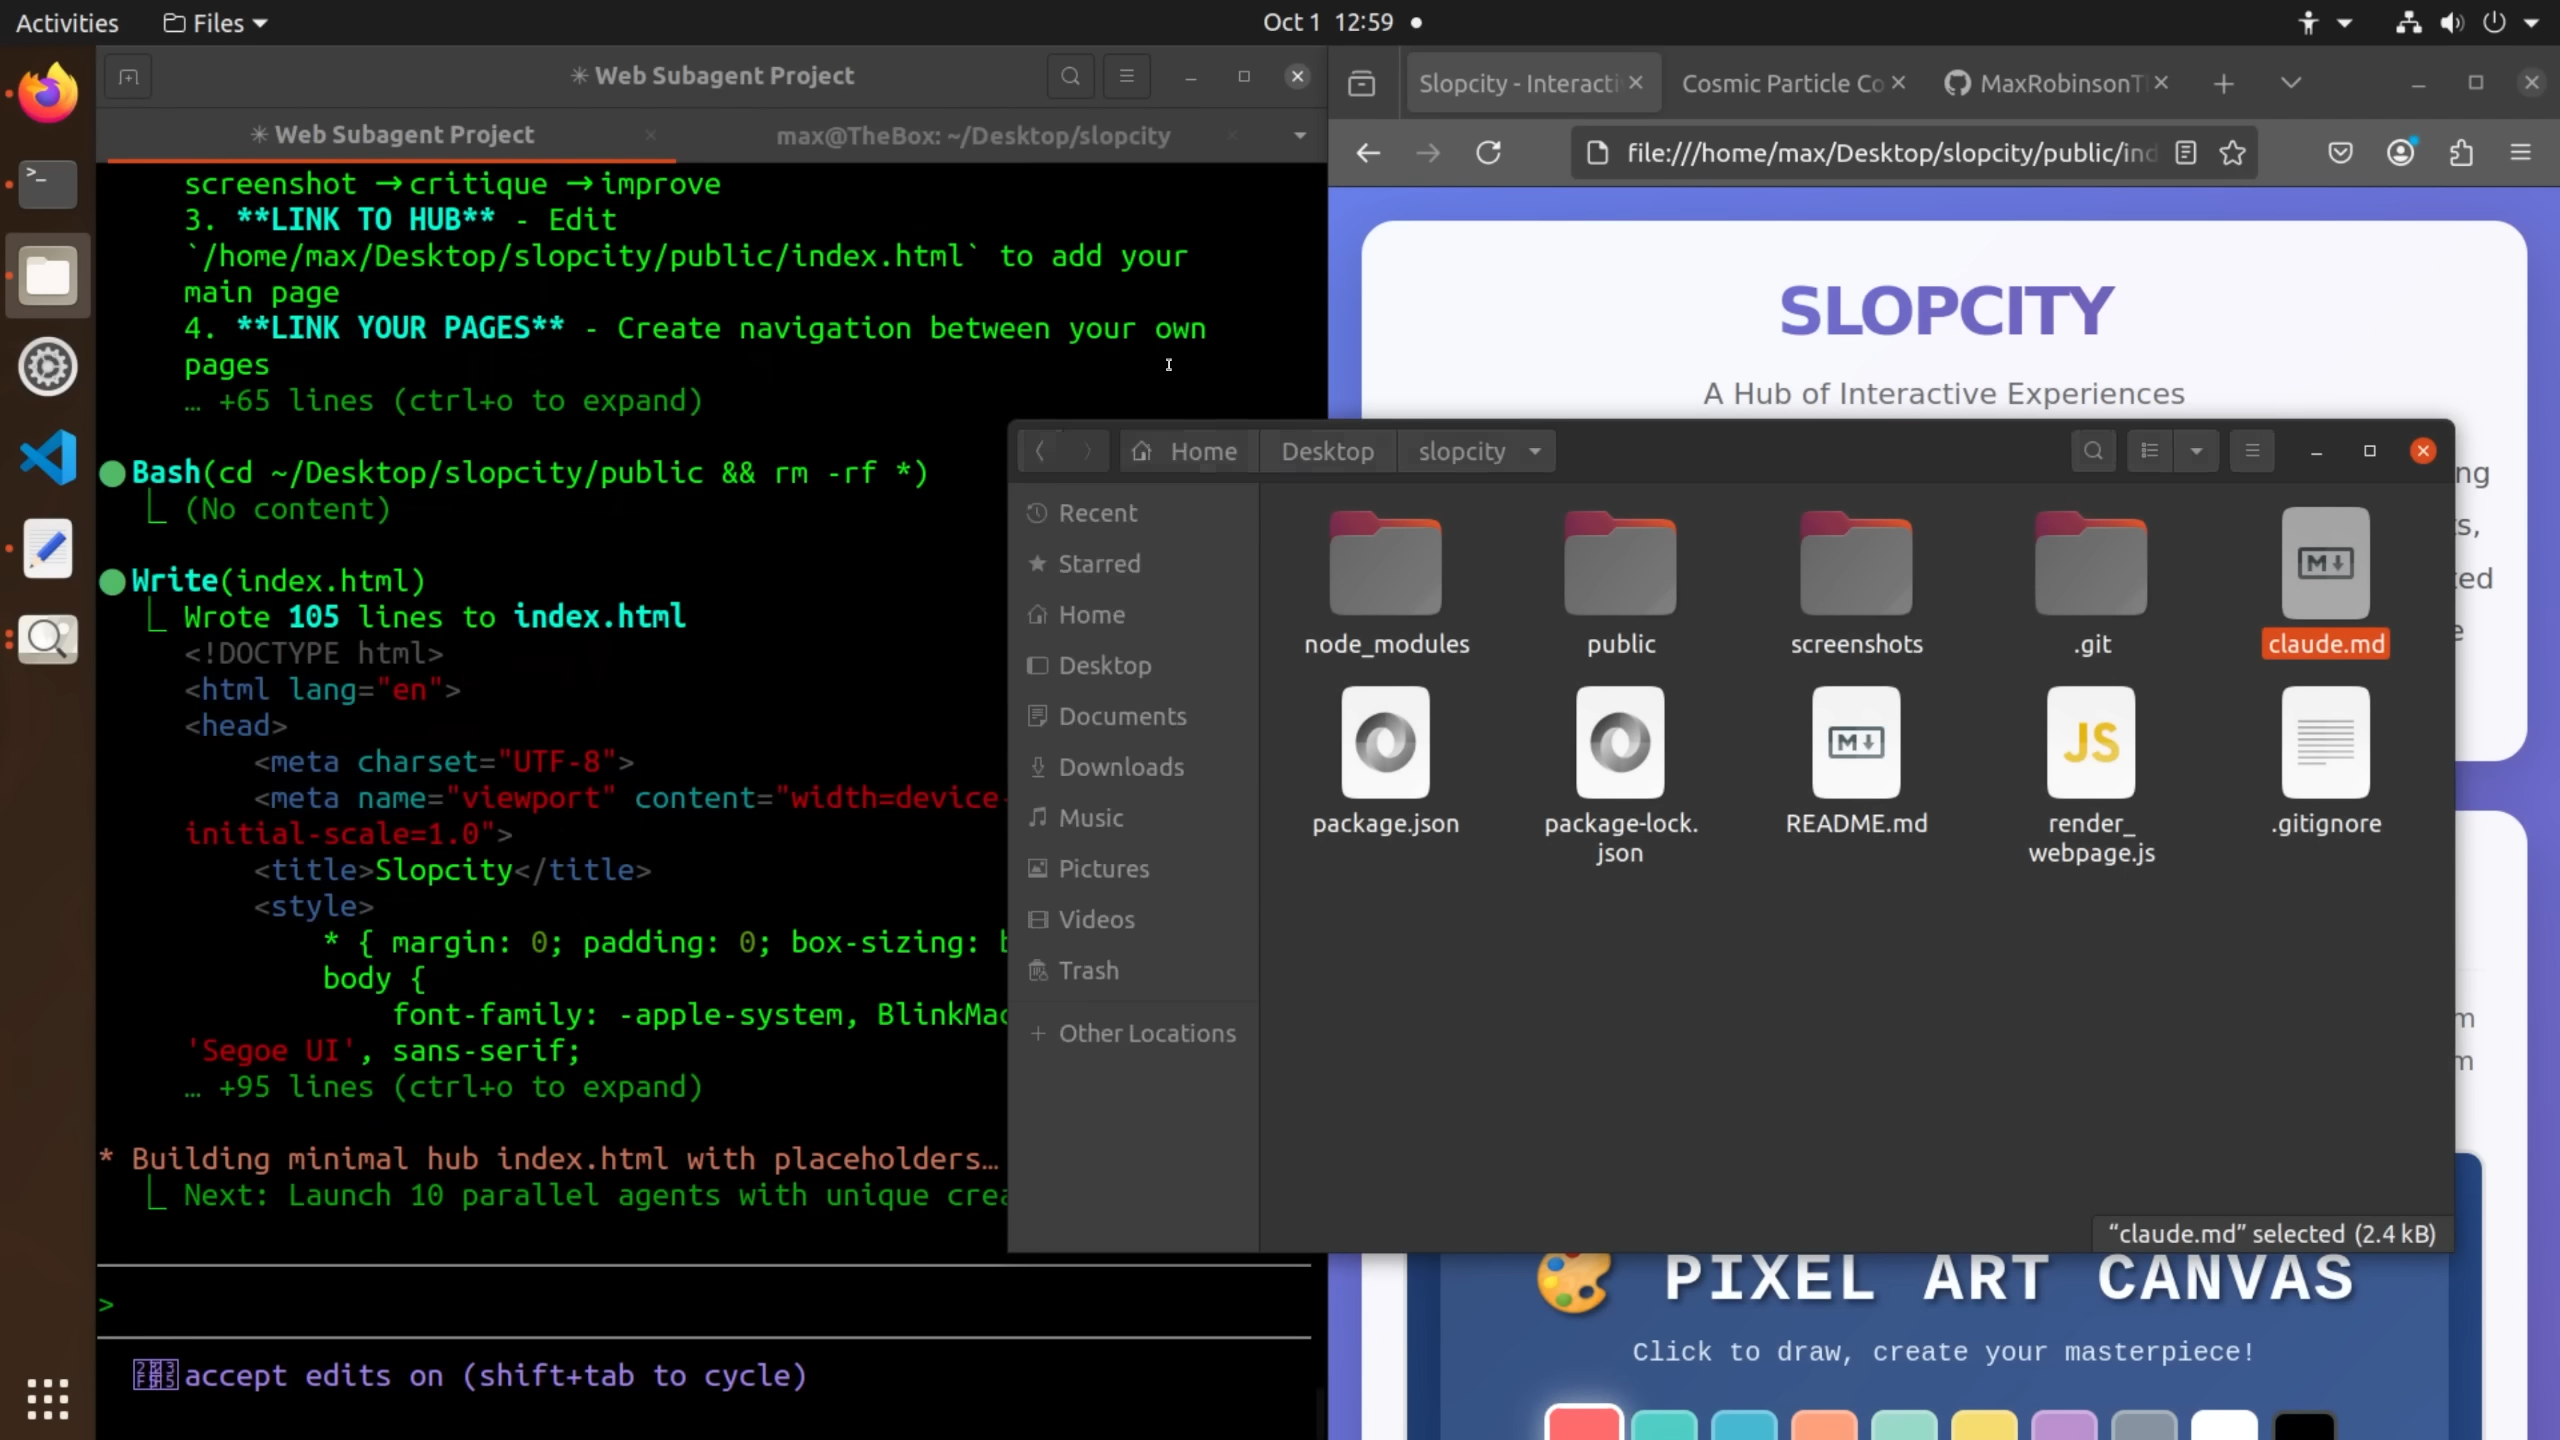 Activities
Files
Oct 1 12:59
Web Subagent Project
Web Subagent Project
max@TheBox: ~/Desktop/slopcity
screenshot → critique → improve
3. **LINK TO HUB** - Edit
`/home/max/Desktop/slopcity/public/index.html` to add your
main page
4. **LINK YOUR PAGES** - Create navigation between your own
pages
… +65 lines (ctrl+o to expand)
Bash(cd ~/Desktop/slopcity/public && rm -rf *)
(No content)
Write(index.html)
Wrote 105 lines to index.html
<!DOCTYPE html>
<html lang="en">
<head>
<meta charset="UTF-8">
<meta name="viewport" content="width=device-
initial-scale=1.0">
<title>Slopcity</title>
<style>
* { margin: 0; padding: 0; box-sizing: b
body {
font-family: -apple-system, BlinkMac
'Segoe UI', sans-serif;
… +95 lines (ctrl+o to expand)
* Building minimal hub index.html with placeholders…
Next: Launch 10 parallel agents with unique crea
>
accept edits on (shift+tab to cycle)
Slopcity - Interacti
Cosmic Particle Co
MaxRobinsonT
file:///home/max/Desktop/slopcity/public/ind
SLOPCITY
A Hub of Interactive Experiences
ng
s,
ted
e
m
m
Home
Desktop
slopcity
Recent
Starred
Home
Desktop
Documents
Downloads
Music
Pictures
Videos
Trash
+ Other Locations
node_modules
public
screenshots
.git
claude.md
package.json
package-lock.
json
README.md
JS
render_
webpage.js
.gitignore
“claude.md” selected (2.4 kB)
PIXEL ART CANVAS
Click to draw, create your masterpiece!